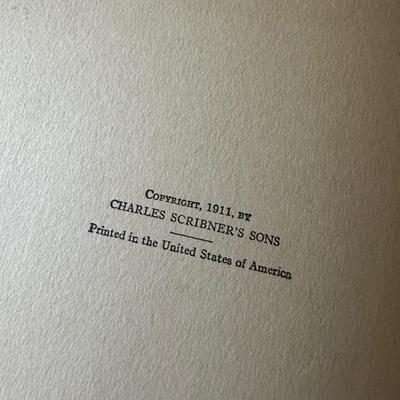 Copyright, 1911, by
CHARLES SCRIBNER'S SONS
Printed in the United States of America